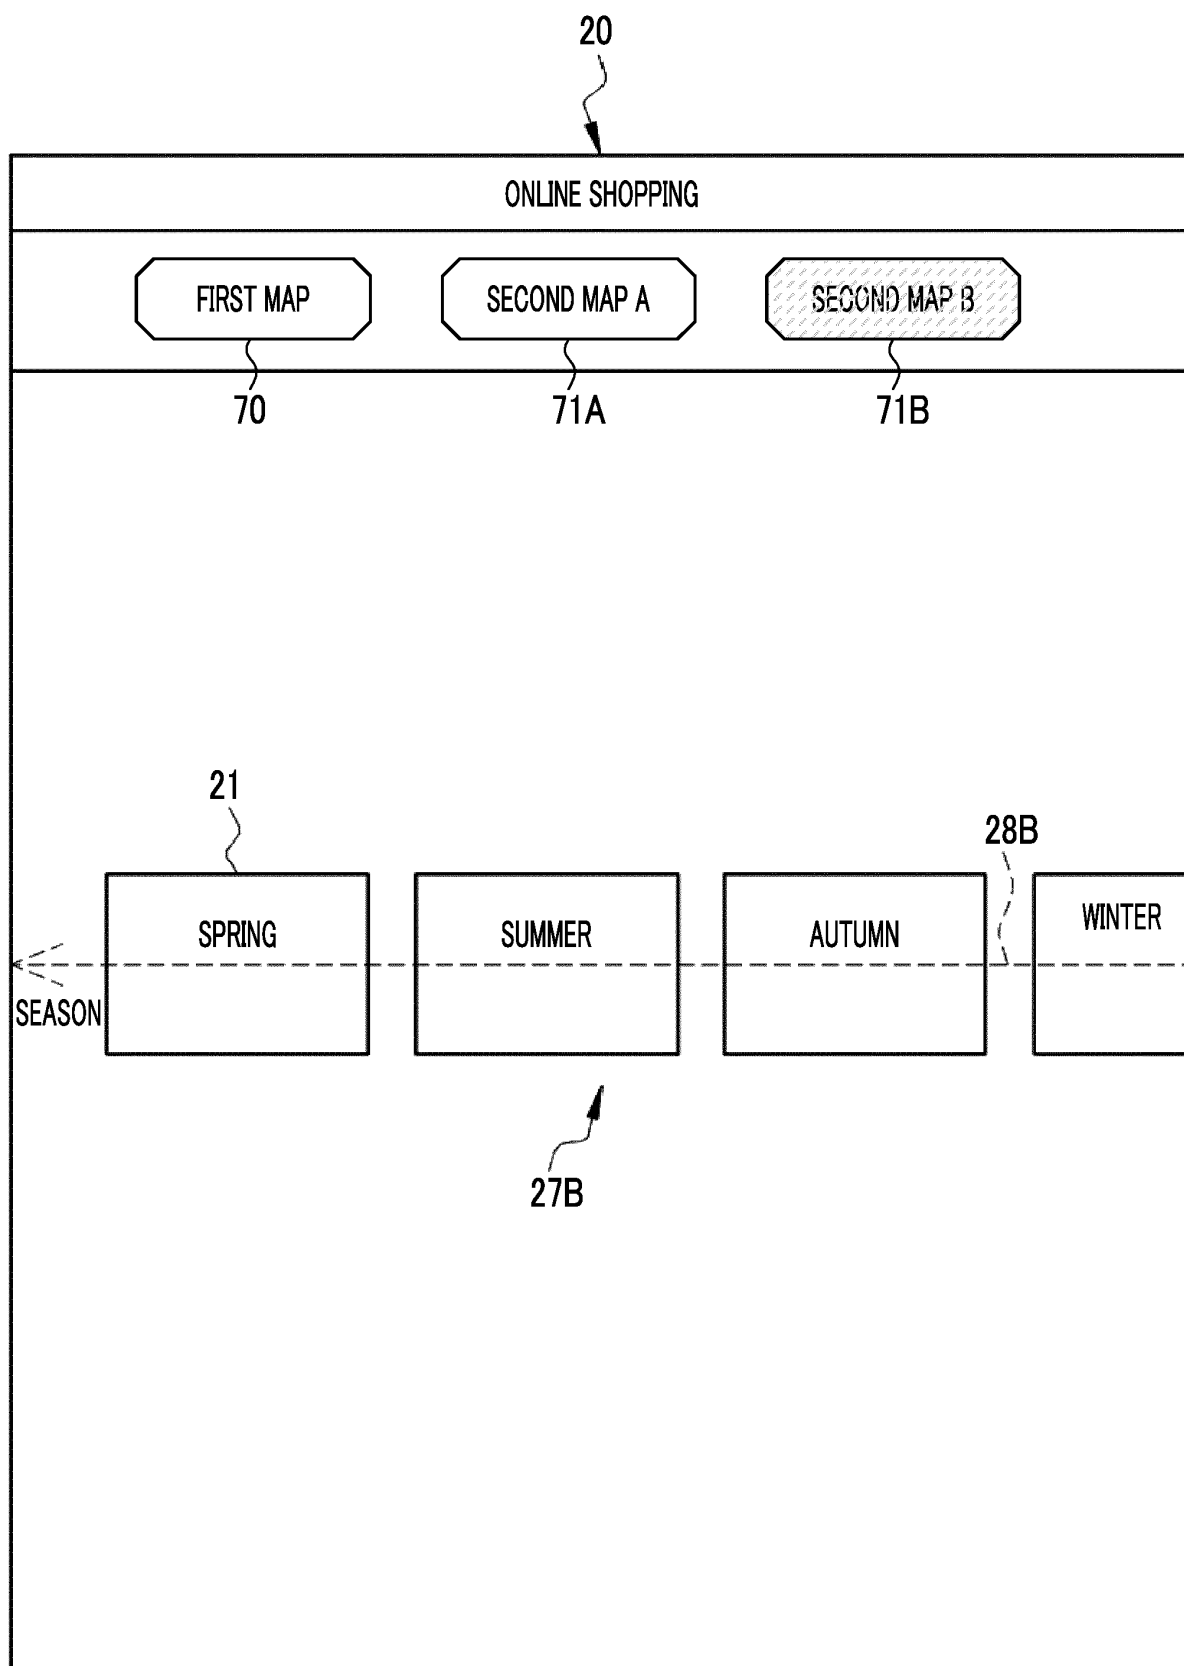 20
ONLINE SHOPPING
FIRST MAP
SECOND MAP A
SECOND MAP B
70
71A
71B
21
28B
SPRING
SUMMER
AUTUMN
WINTER
SEASON
27B